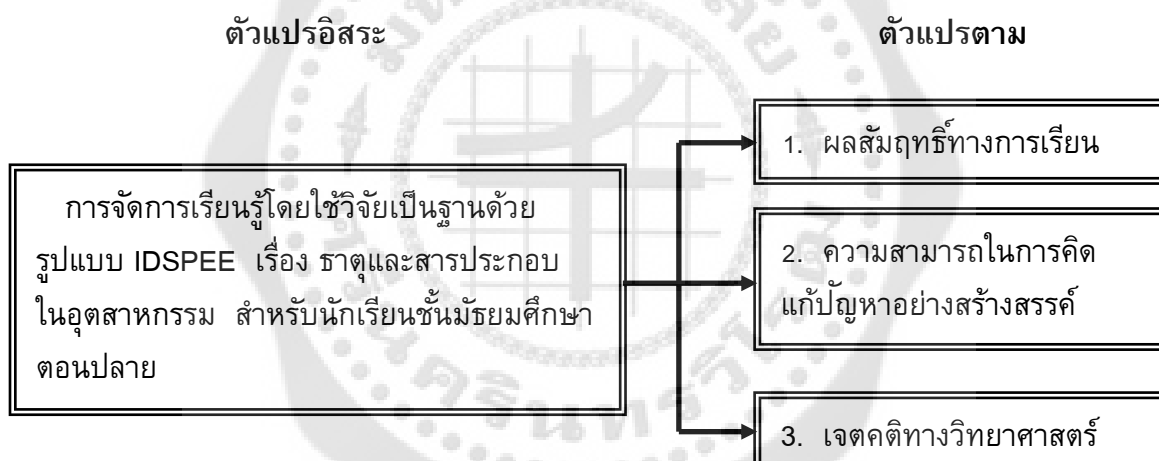 ตัวแปรอิสระ
ตัวแปรตาม
การจัดการเรียนรู้โดยใช้วิจัยเป็นฐานด้วย
รูปแบบ IDSPEE เรื่อง ธาตุและสารประกอบ
ในอุตสาหกรรม สำหรับนักเรียนชั้นมัธยมศึกษา
ตอนปลาย
1. ผลสัมฤทธิ์ทางการเรียน
2. ความสามารถในการคิด
แก้ปัญหาอย่างสร้างสรรค์
3. เจตคติทางวิทยาศาสตร์